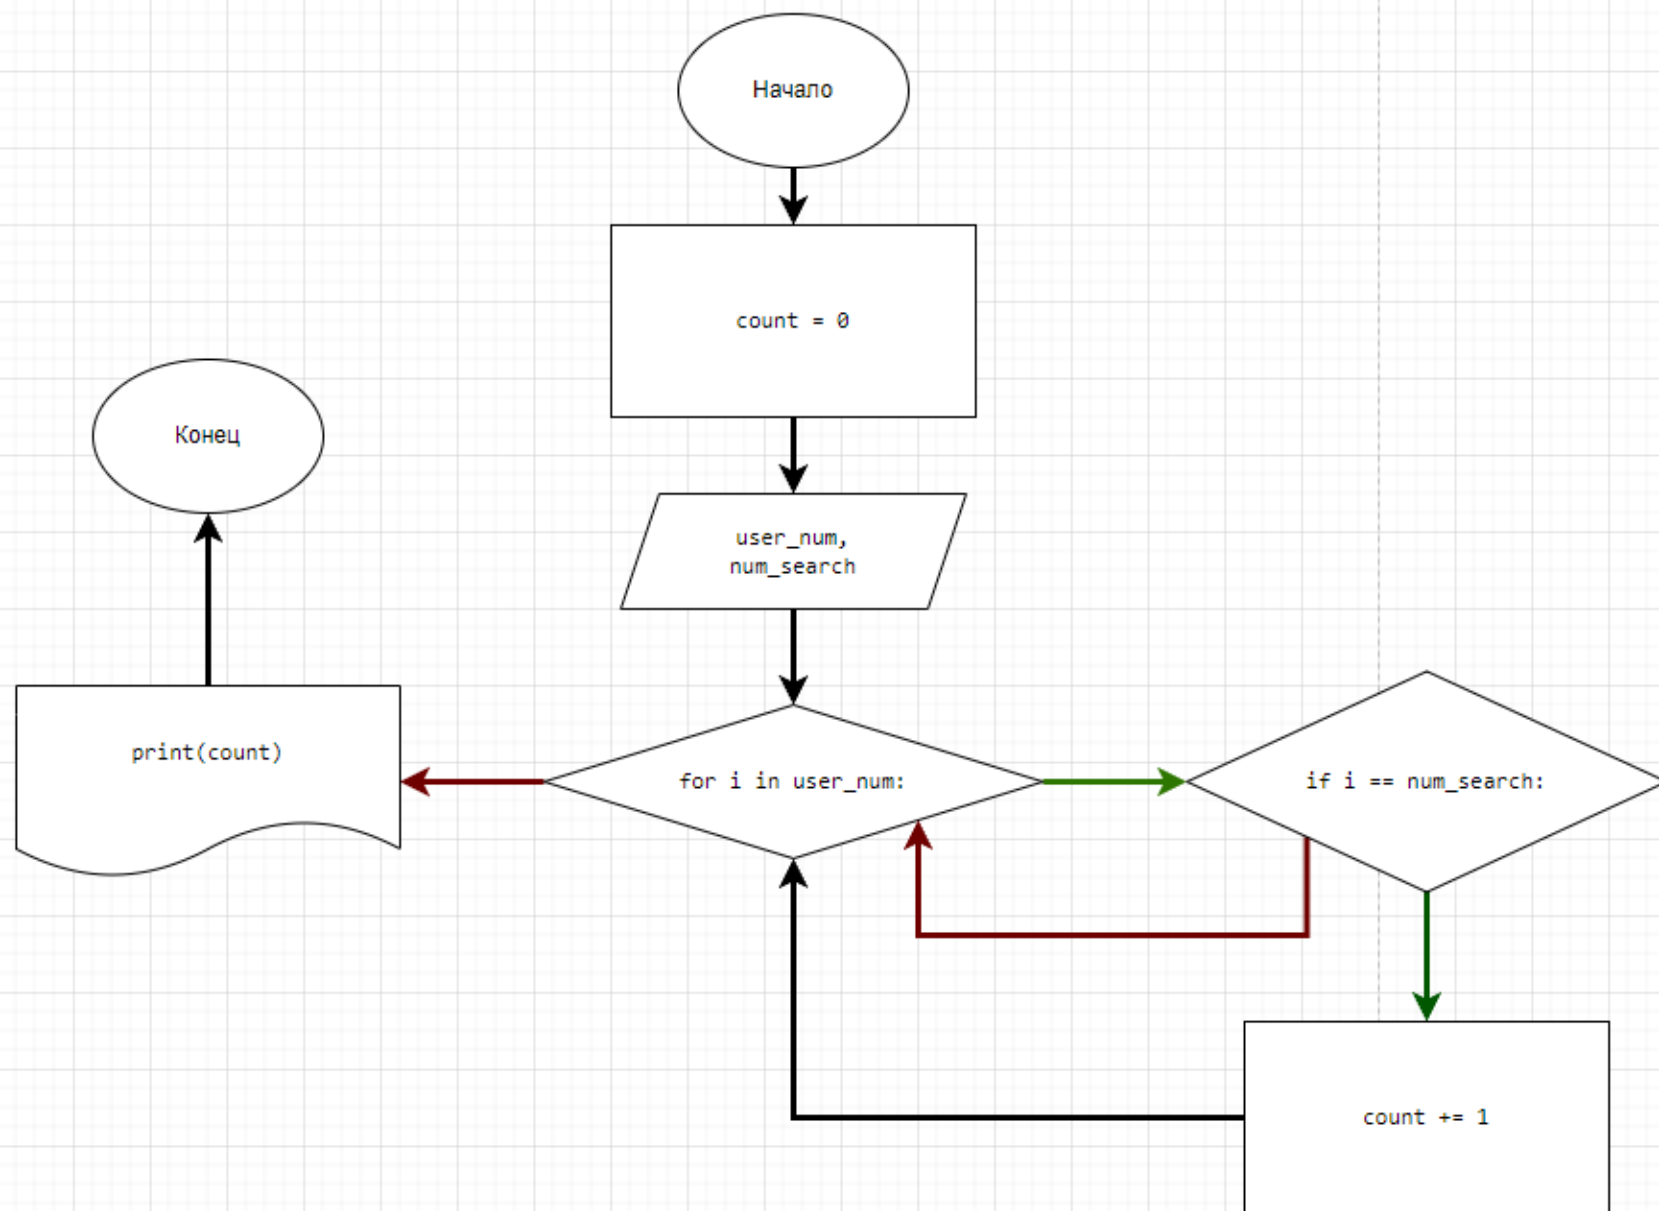 Начало
count = 0
user_num,
num_search
for i in user_num:
if i == num_search:
count += 1
print(count)
Конец